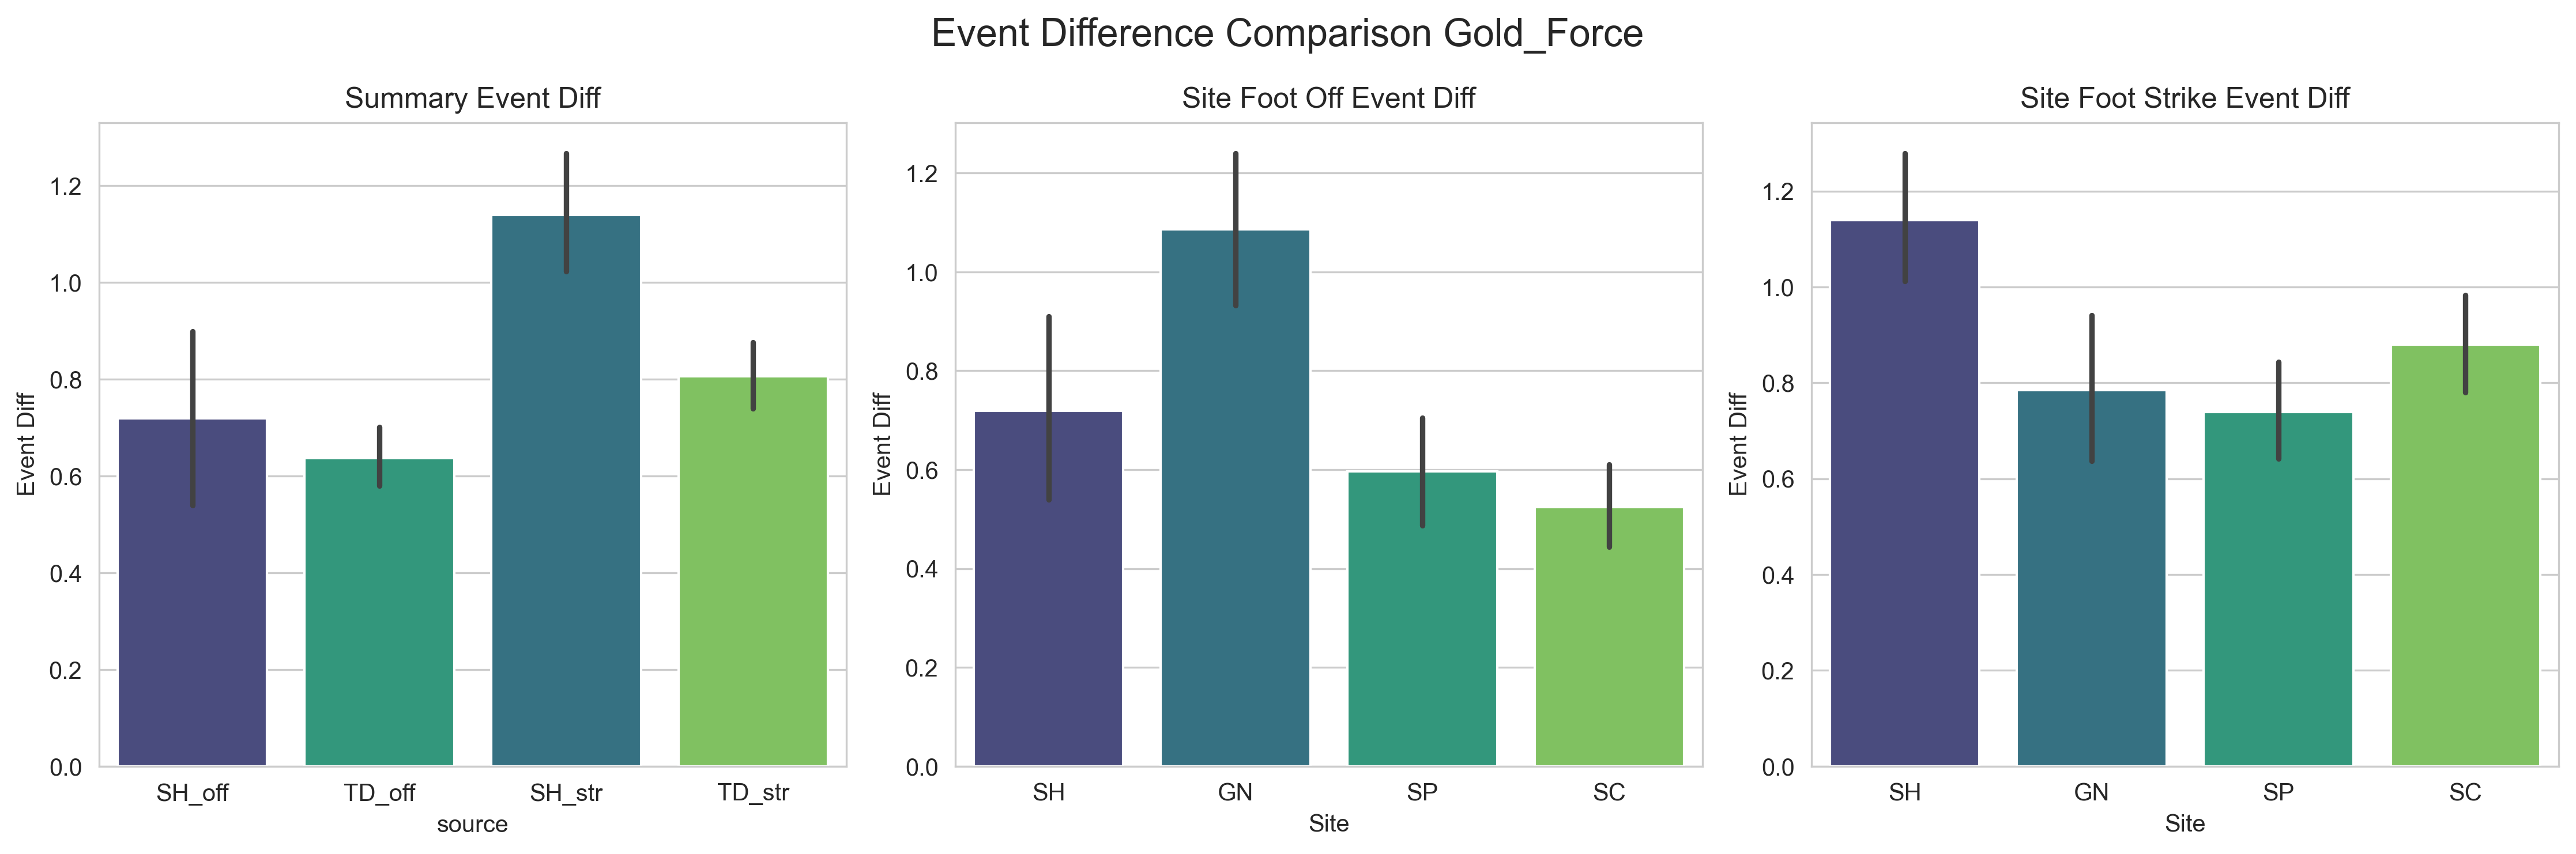 Event Difference Comparison Gold_Force
Summary Event Diff
Event Diff
1.2
1.0
0.8
0.6
0.4
0.2
0.0
SH_off TD_off SH_str TD_str
source
Site Foot Off Event Diff
Event Diff
1.2
1.0
0.8
0.6
0.4
0.2
0.0
SH GN SP SC
Site
Site Foot Strike Event Diff
Event Diff
1.2
1.0
0.8
0.6
0.4
0.2
0.0
SH GN SP SC
Site